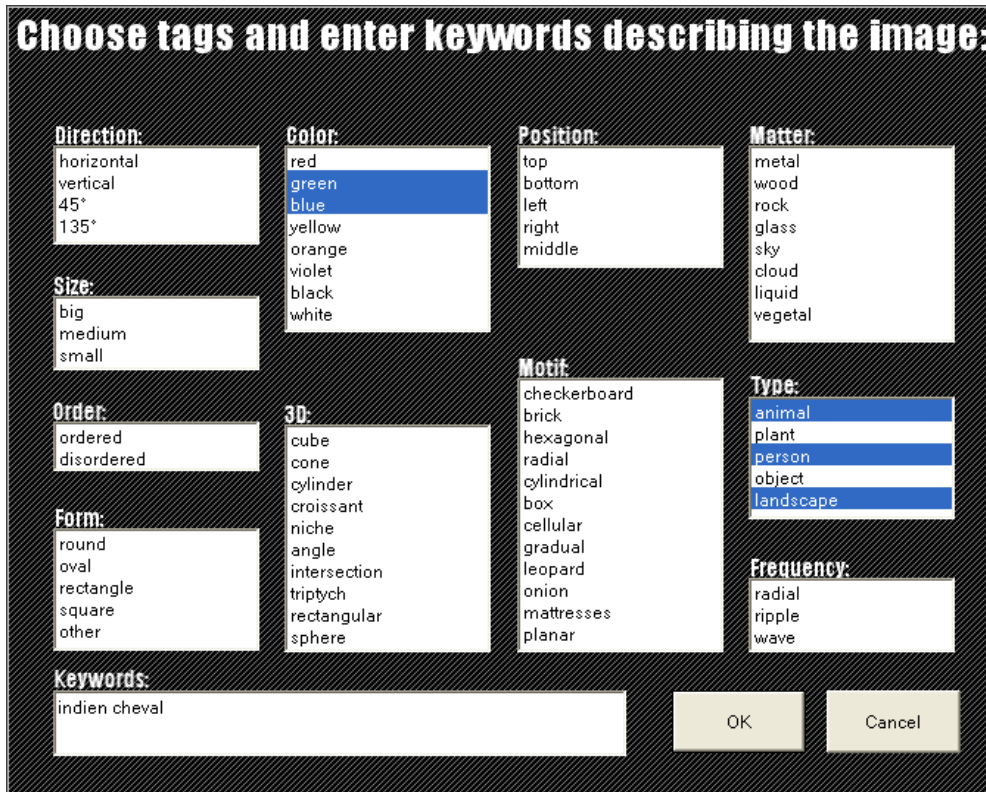 Choose tags and enter keywords describing the image:
Direction:
horizontal
vertical
45°
135°
Size:
big
medium
small
Order:
ordered
disordered
Form:
round
oval
rectangle
square
other
Color:
red
green
blue
yellow
orange
violet
black
white
3D:
cube
cone
cylinder
croissant
niche
angle
intersection
triptych
rectangular
sphere
Position:
top
bottom
left
right
middle
Motif:
checkerboard
brick
hexagonal
radial
cylindrical
box
cellular
gradual
leopard
onion
mattresses
planar
Matter:
metal
wood
rock
glass
sky
cloud
liquid
vegetal
Type:
animal
plant
person
object
landscape
Frequency:
radial
ripple
wave
Keywords:
indien cheval
OK
Cancel